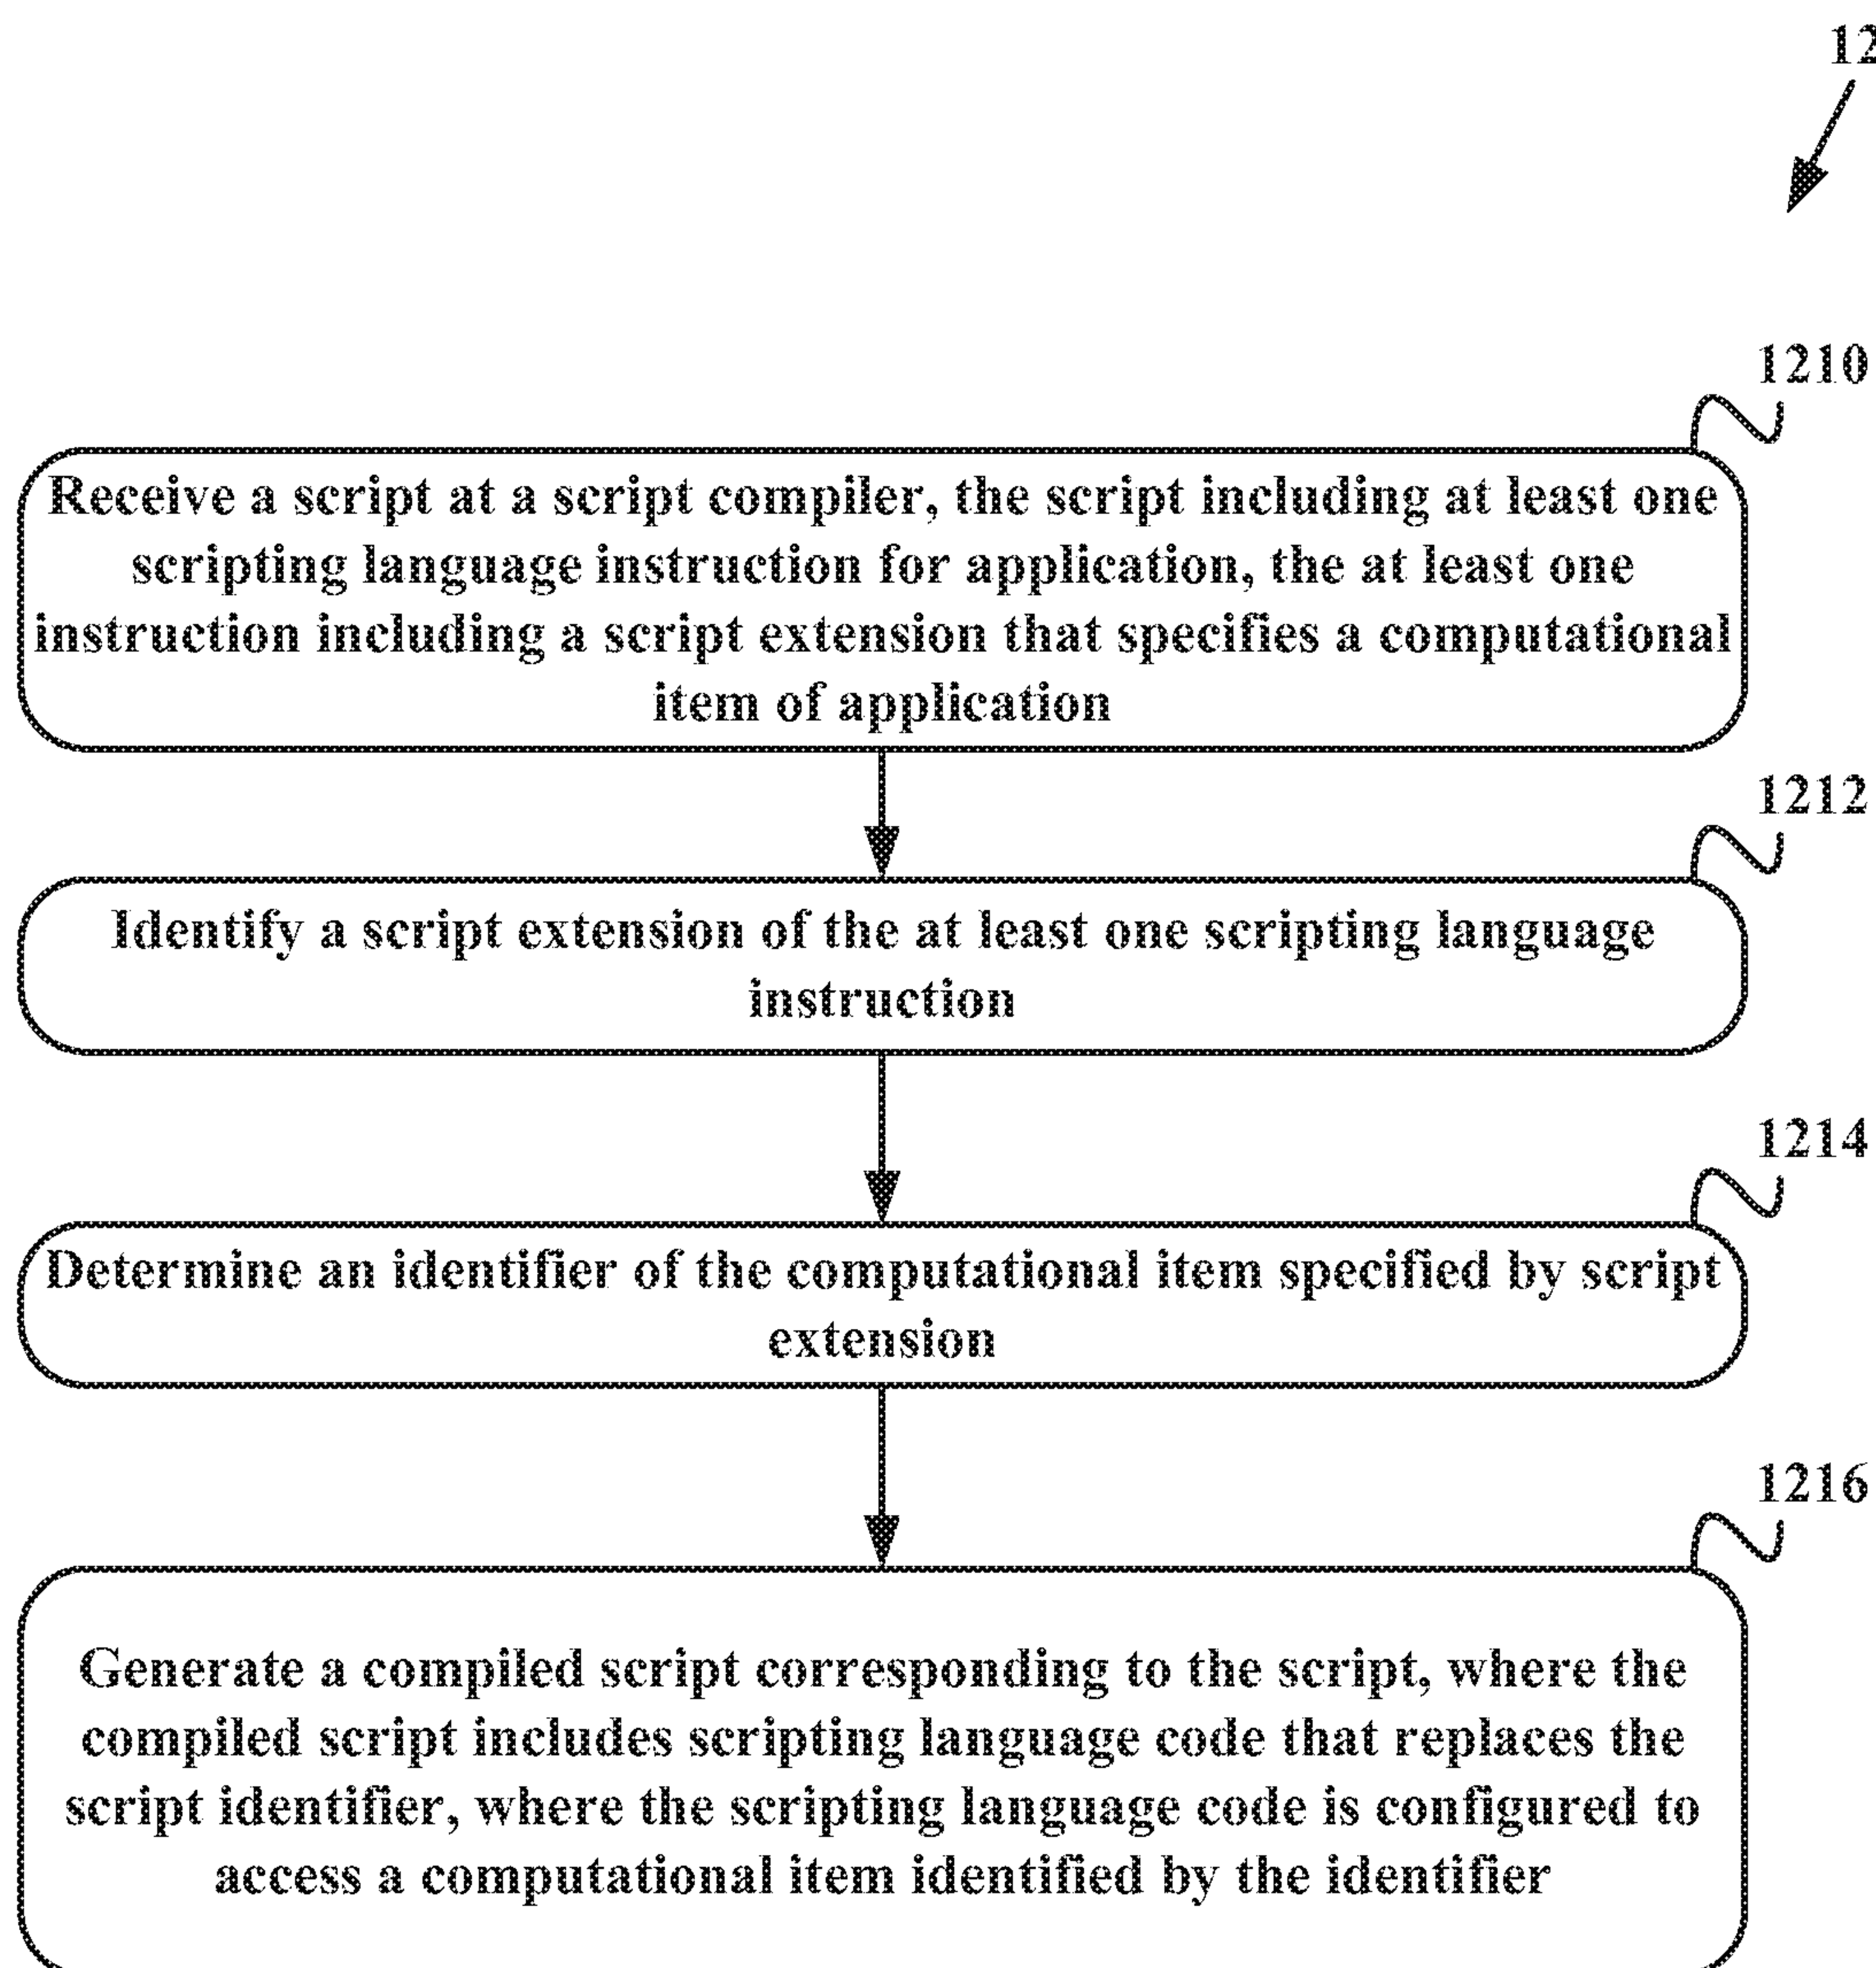 12
1210
Receive a script at a script compiler, the script including at least one
scripting language instruction for application, the at least one
instruction including a script extension that specifies a computational
item of application
1212
Identify a script extension of the at least one scripting language
instruction
1214
Determine an identifier of the computational item specified by script
extension
1216
Generate a compiled script corresponding to the script, where the
compiled script includes scripting language code that replaces the
script identifier, where the scripting language code is configured to
access a computational item identified by the identifier